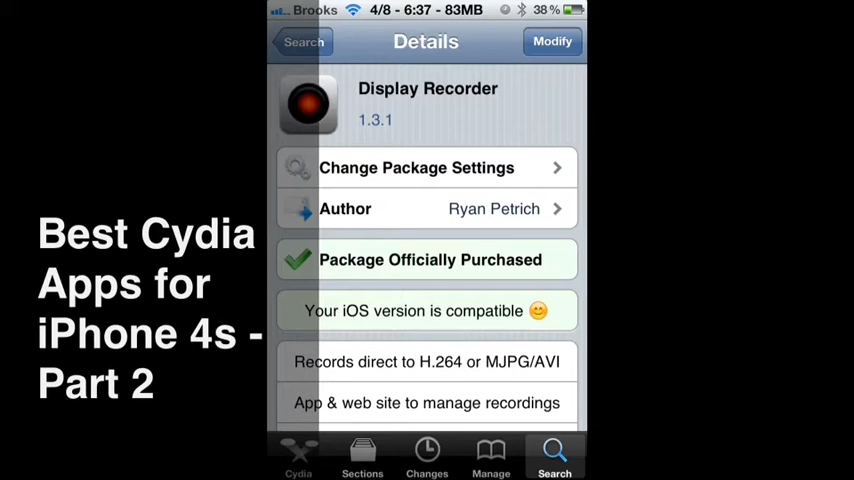 Brooks 4/8 - 6:37 - 83MB 38%
Search Details Modify
Display Recorder
1.3.1
Change Package Settings
Author Ryan Petrich
Package Officially Purchased
Your iOS version is compatible 😊
Records direct to H.264 or MJPG/AVI
App & web site to manage recordings
Cydia Sections Changes Manage Search
Best Cydia
Apps for
iPhone 4s -
Part 2